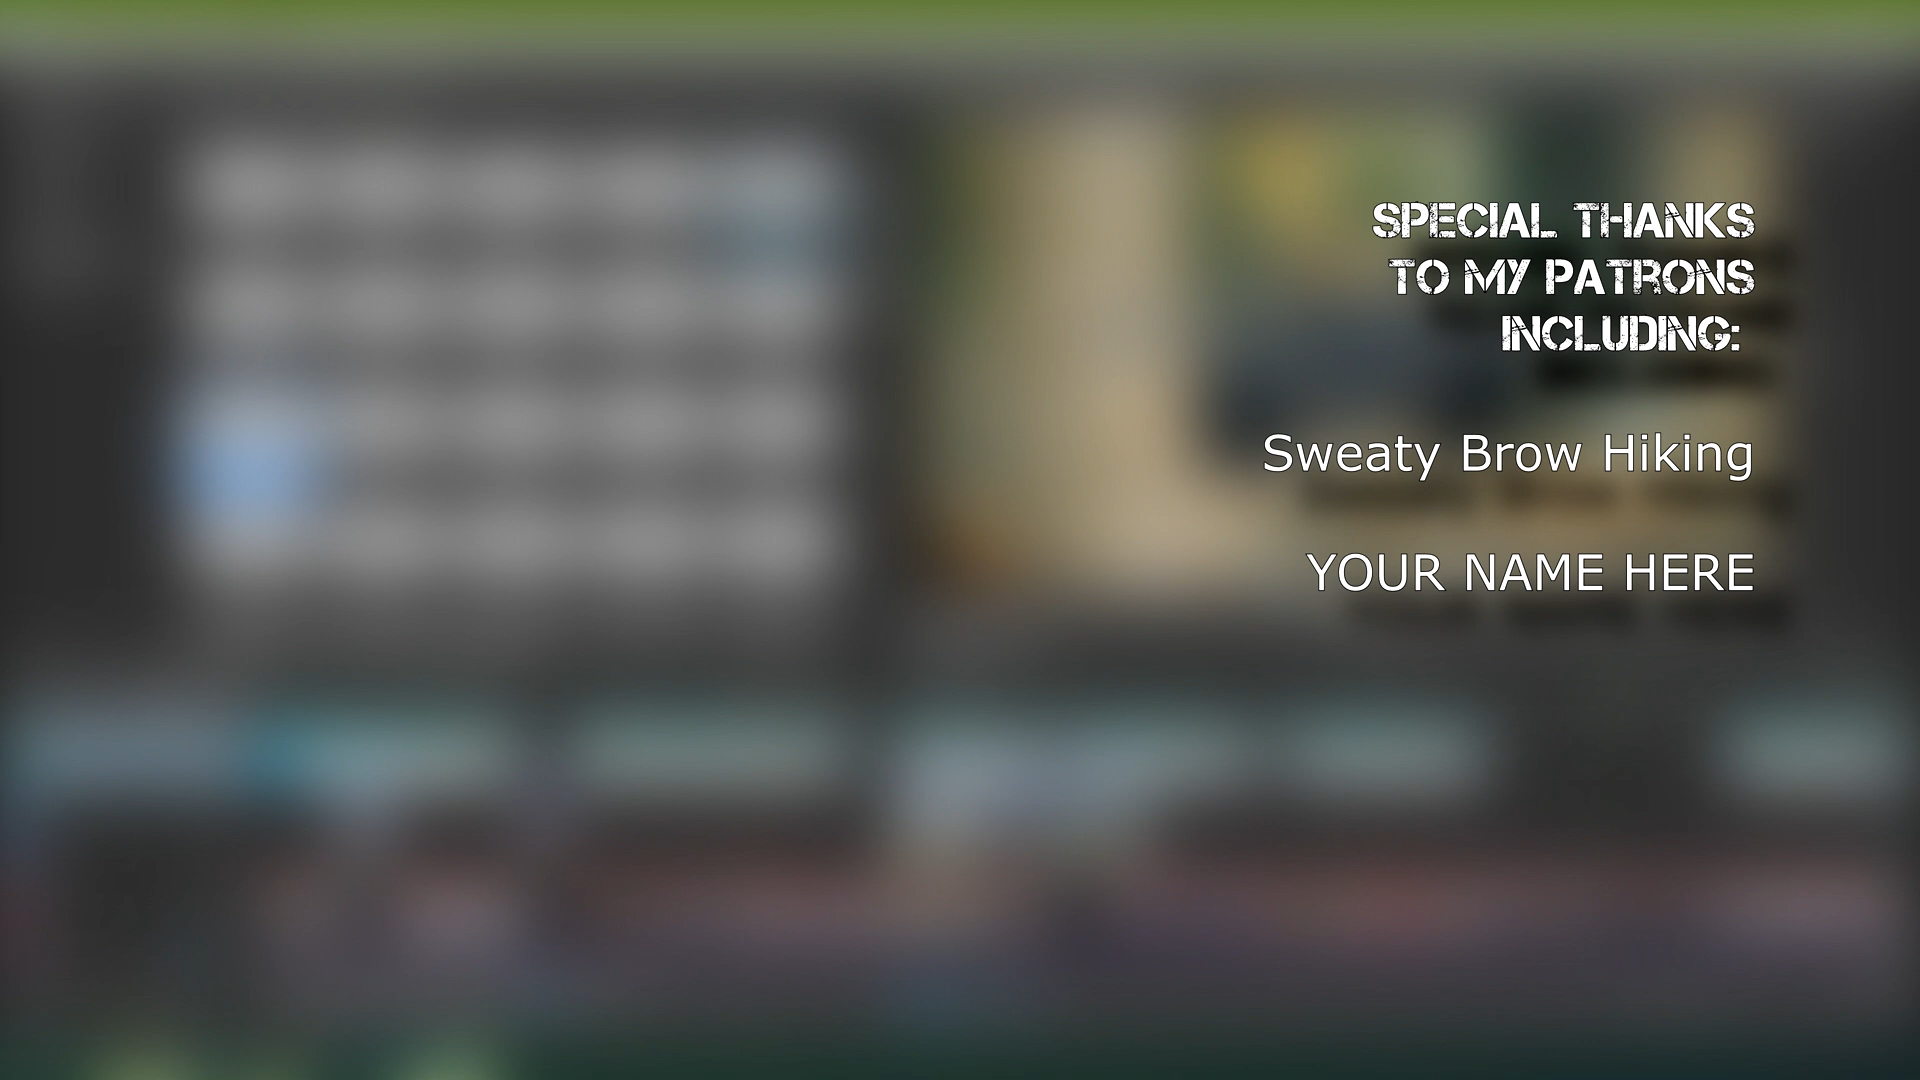 SPECIAL THANKS
TO MY PATRONS
INCLUDING:
Sweaty Brow Hiking
YOUR NAME HERE